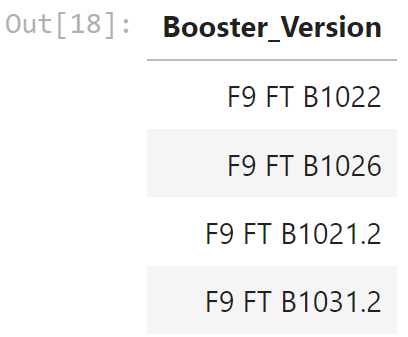 Out[18]: Booster_Version
F9 FT B1022
F9 FT B1026
F9 FT B1021.2
F9 FT B1031.2